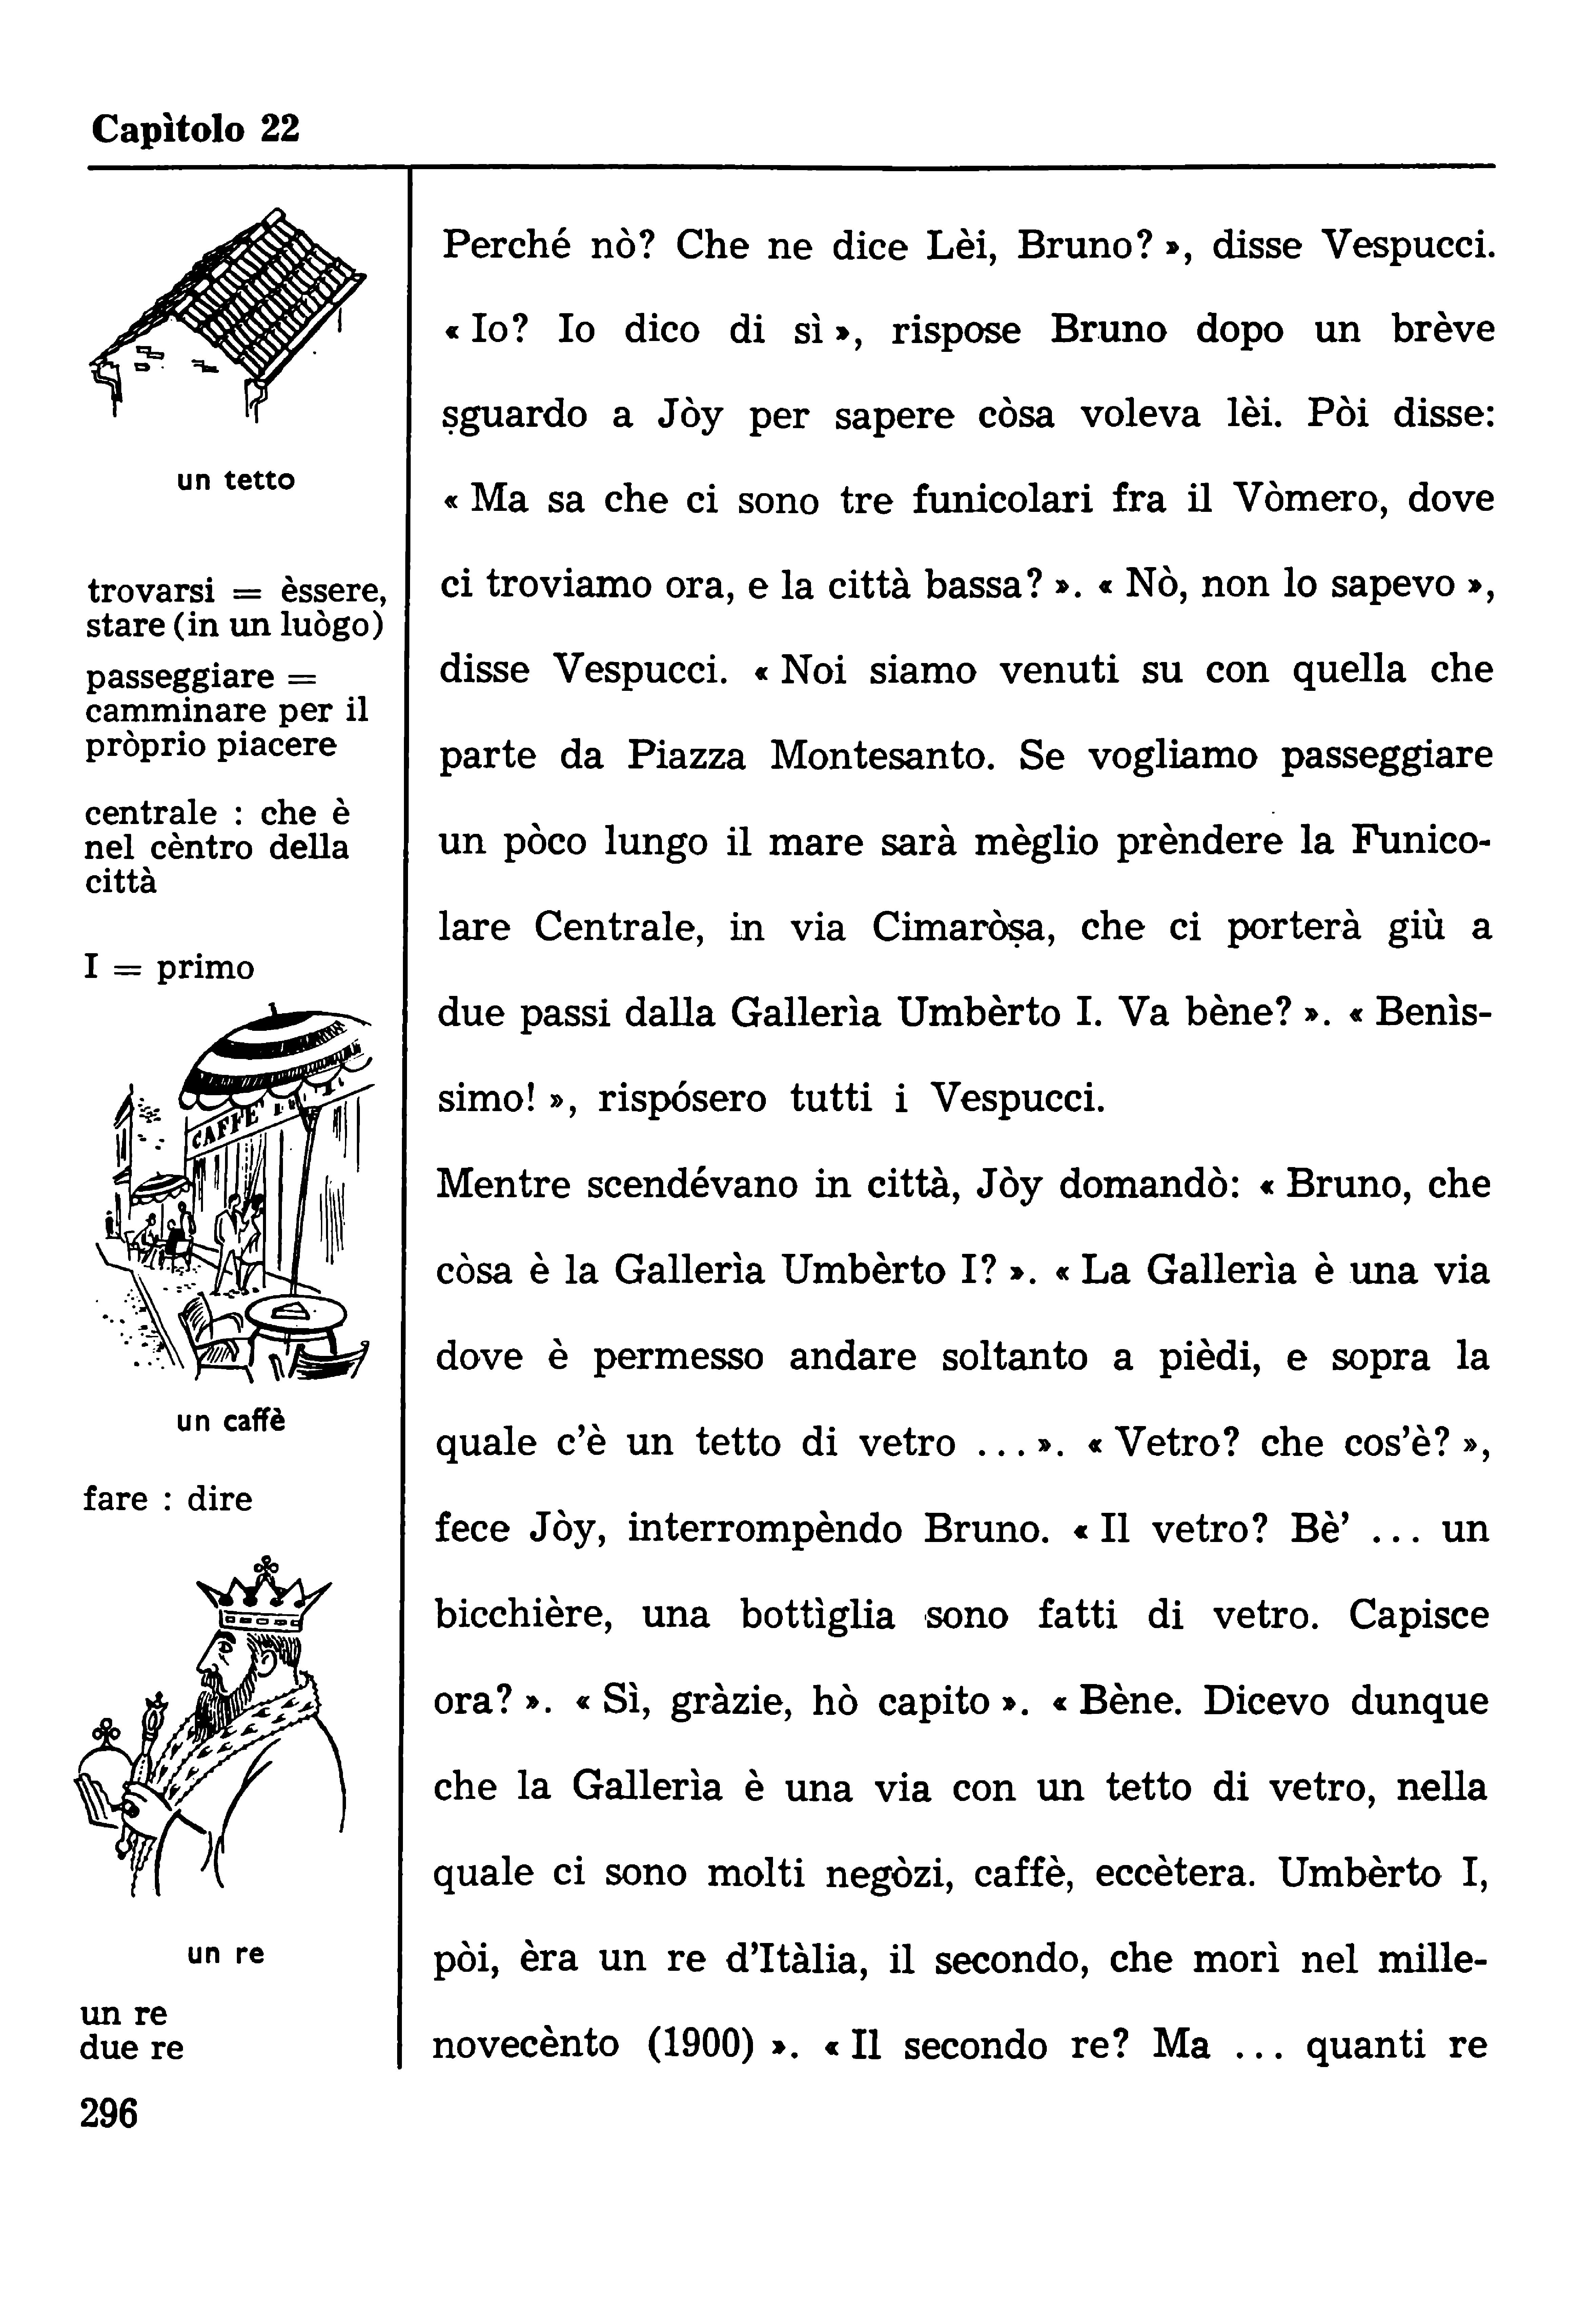 Capìtolo 22
un tetto
trovarsi = èssere,
stare (in un luògo)
passeggiare =
camminare per il
pròprio piacere
centrale : che è
nel cèntro della
città
I = primo
CAFFE'
un caffè
fare : dire
un re
un re
due re
296
Perché nò? Che ne dice Lèi, Bruno? », disse Vespucci.
« Io? Io dico di sì », rispose Bruno dopo un brève
ṣguardo a Jòy per sapere còsa voleva lèi. Pòi disse:
« Ma sa che ci sono tre funicolari fra il Vòmero, dove
ci troviamo ora, e la città bassa? ». « Nò, non lo sapevo »,
disse Vespucci. « Noi siamo venuti su con quella che
parte da Piazza Montesanto. Se vogliamo passeggiare
un pòco lungo il mare sarà mèglio prèndere la Funico-
lare Centrale, in via Cimaròṣa, che ci porterà giù a
due passi dalla Gallerìa Umbèrto I. Va bène? ». « Benìs-
simo! », rispósero tutti i Vespucci.
Mentre scendévano in città, Jòy domandò: « Bruno, che
còsa è la Gallerìa Umbèrto I? ». « La Gallerìa è una via
dove è permesso andare soltanto a pièdi, e sopra la
quale c'è un tetto di vetro ... ». « Vetro? che cos'è? »,
fece Jòy, interrompèndo Bruno. « Il vetro? Bè' ... un
bicchière, una bottìglia sono fatti di vetro. Capisce
ora? ». « Sì, gràzie, hò capito ». « Bène. Dicevo dunque
che la Gallerìa è una via con un tetto di vetro, nella
quale ci sono molti negòzi, caffè, eccètera. Umbèrto I,
pòi, èra un re d'Itàlia, il secondo, che morì nel mille-
novecènto (1900) ». « Il secondo re? Ma ... quanti re